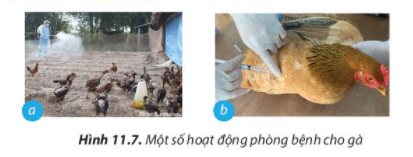 a
b
Hình 11.7. Một số hoạt động phòng bệnh cho gà